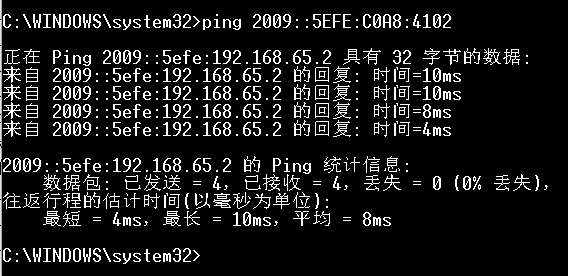 C:\WINDOWS\system32>ping 2009::5EFE:C0A8:4102
正在 Ping 2009::5efe:192.168.65.2 具有 32 字节的数据:
来自 2009::5efe:192.168.65.2 的回复: 时间=10ms
来自 2009::5efe:192.168.65.2 的回复: 时间=10ms
来自 2009::5efe:192.168.65.2 的回复: 时间=8ms
来自 2009::5efe:192.168.65.2 的回复: 时间=4ms
2009::5efe:192.168.65.2 的 Ping 统计信息:
数据包: 已发送 = 4，已接收 = 4，丢失 = 0 (0% 丢失)，
往返行程的估计时间(以毫秒为单位):
最短 = 4ms，最长 = 10ms，平均 = 8ms
C:\WINDOWS\system32>